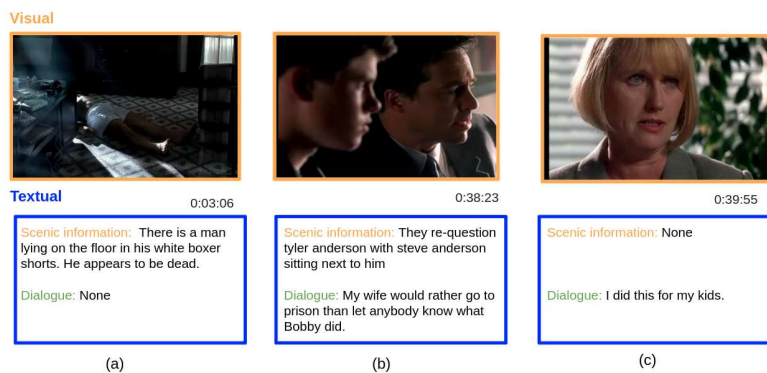 Visual
Textual
0:03:06
0:38:23
0:39:55
Scenic information: There is a man
lying on the floor in his white boxer
shorts. He appears to be dead.
Dialogue: None
Scenic information: They re-question
tyler anderson with steve anderson
sitting next to him
Dialogue: My wife would rather go to
prison than let anybody know what
Bobby did.
Scenic information: None
Dialogue: I did this for my kids.
(a)
(b)
(c)